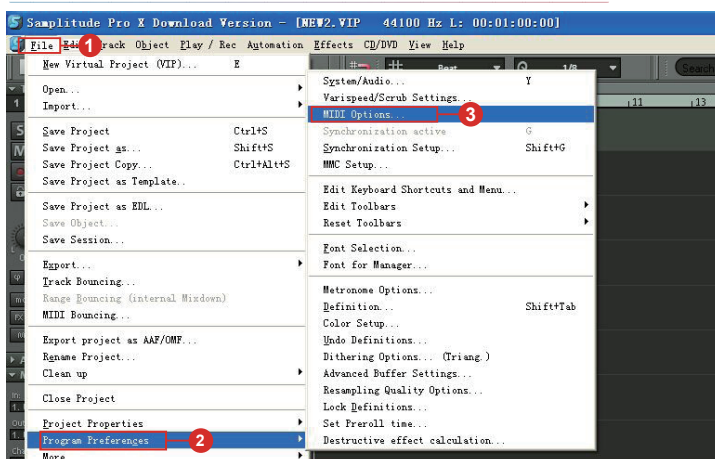 Samplitude Pro X Download Version - [NEW2.VIP 44100 Hz L: 00:01:00:00]
File Track Object Play / Rec Automation Effects CD/DVD View Help
1
New Virtual Project (VIP)... E
Open...
Import...
Save Project Ctrl+S
Save Project as... Shift+S
Save Project Copy... Ctrl+Alt+S
Save Project as Template..
Save Project as EDL...
Save Object...
Save Session...
Export...
Track Bouncing...
Range Bouncing (internal Mixdown)
MIDI Bouncing...
Export project as AAF/OMF...
Rename Project...
Clean up
Close Project
Project Properties
Program Preferences 2
More
Beat 1/8 Search
System/Audio... Y
Varispeed/Scrub Settings...
MIDI Options... 3
Synchronization active G
Synchronization Setup... Shift+G
MMC Setup...
Edit Keyboard Shortcuts and Menu...
Edit Toolbars
Reset Toolbars
Font Selection...
Font for Manager...
Metronome Options...
Definition... Shift+Tab
Color Setup...
Undo Definitions...
Dithering Options... (Triang.)
Advanced Buffer Settings...
Resampling Quality Options...
Lock Definitions...
Set Preroll time...
Destructive effect calculation...
11 13